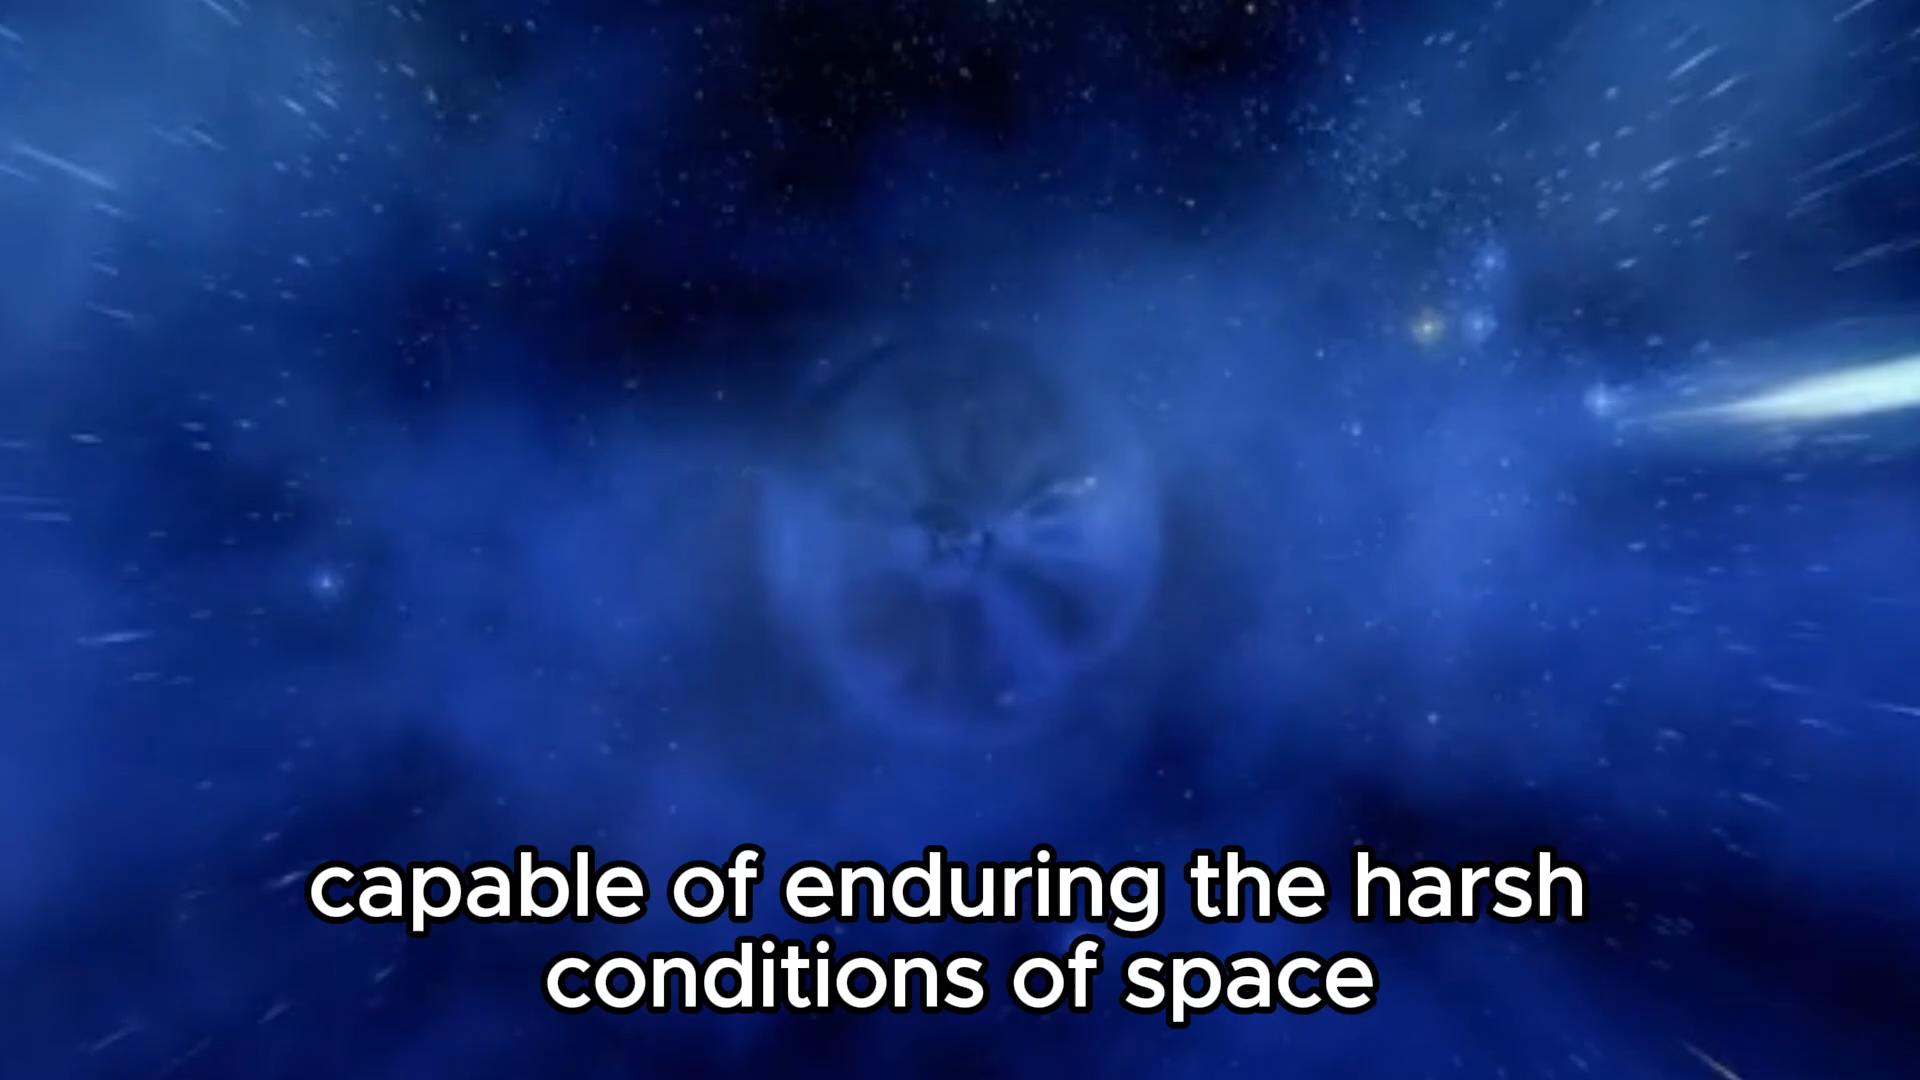 capable of enduring the harsh
conditions of space